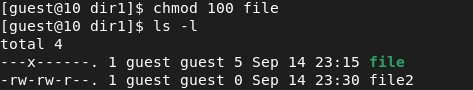 [guest@10 dir1]$ chmod 100 file
[guest@10 dir1]$ ls -l
total 4
---x------. 1 guest guest 5 Sep 14 23:15 file
-rw-rw-r--. 1 guest guest 0 Sep 14 23:30 file2